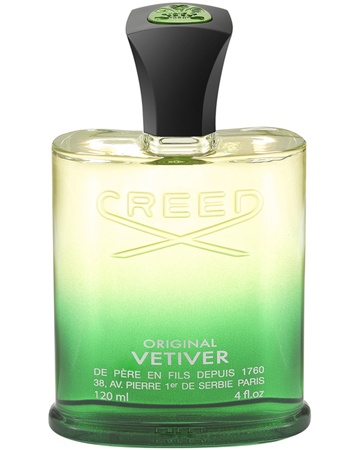 CREED
ORIGINAL
VETIVER
DE PÈRE EN FILS DEPUIS 1760
38, AV. PIERRE 1er DE SERBIE PARIS
120 ml 4 fl.oz